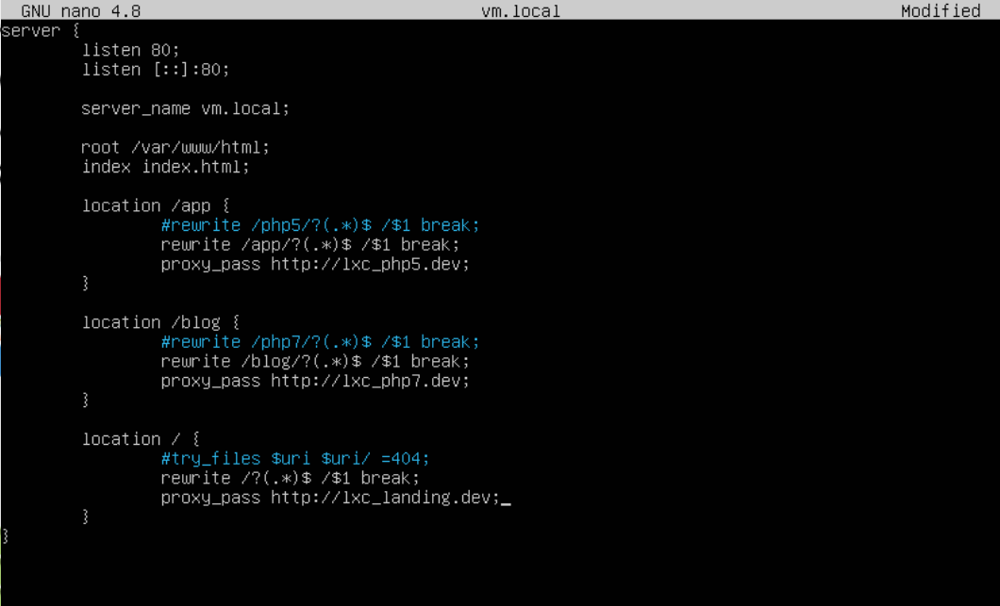 GNU nano 4.8 vm.local Modified
server {
listen 80;
listen [::]:80;
server_name vm.local;
root /var/www/html;
index index.html;
location /app {
#rewrite /php5/?(.*)$ /$1 break;
rewrite /app/?(.*)$ /$1 break;
proxy_pass http://lxc_php5.dev;
}
location /blog {
#rewrite /php7/?(.*)$ /$1 break;
rewrite /blog/?(.*)$ /$1 break;
proxy_pass http://lxc_php7.dev;
}
location / {
#try_files $uri $uri/ =404;
rewrite /?(.*)$ /$1 break;
proxy_pass http://lxc_landing.dev;
}
}